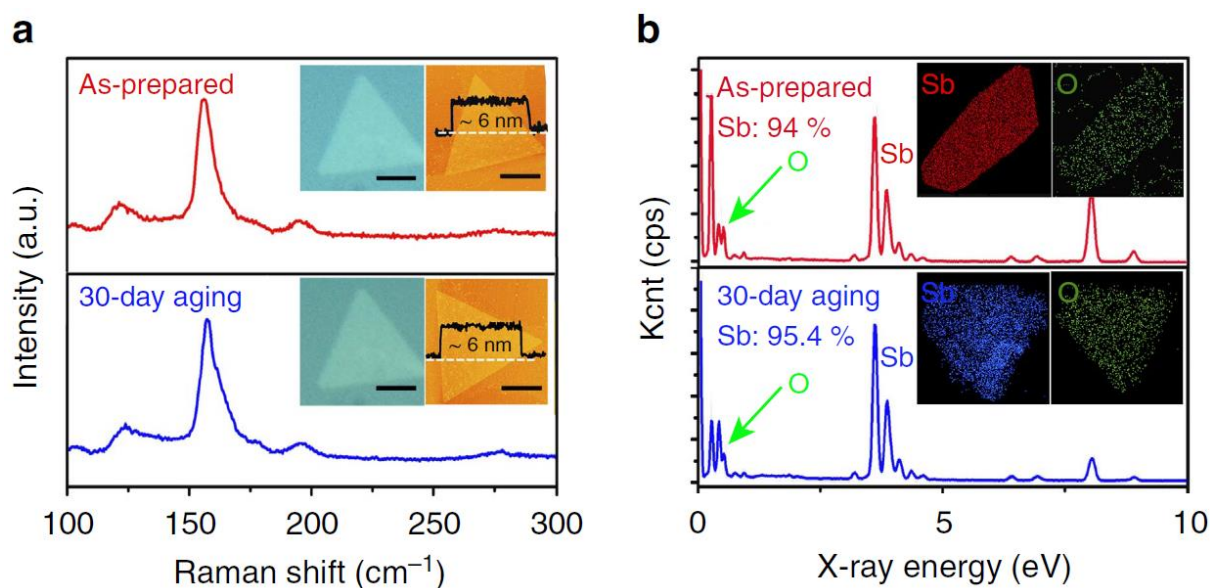 a
As-prepared
~ 6 nm
30-day aging
~ 6 nm
Intensity (a.u.)
100
150
200
250
300
Raman shift (cm⁻¹)
b
As-prepared
Sb: 94 %
O
Sb
Sb
O
30-day aging
Sb: 95.4 %
O
Sb
Sb
O
Kcnt (cps)
0
5
10
X-ray energy (eV)